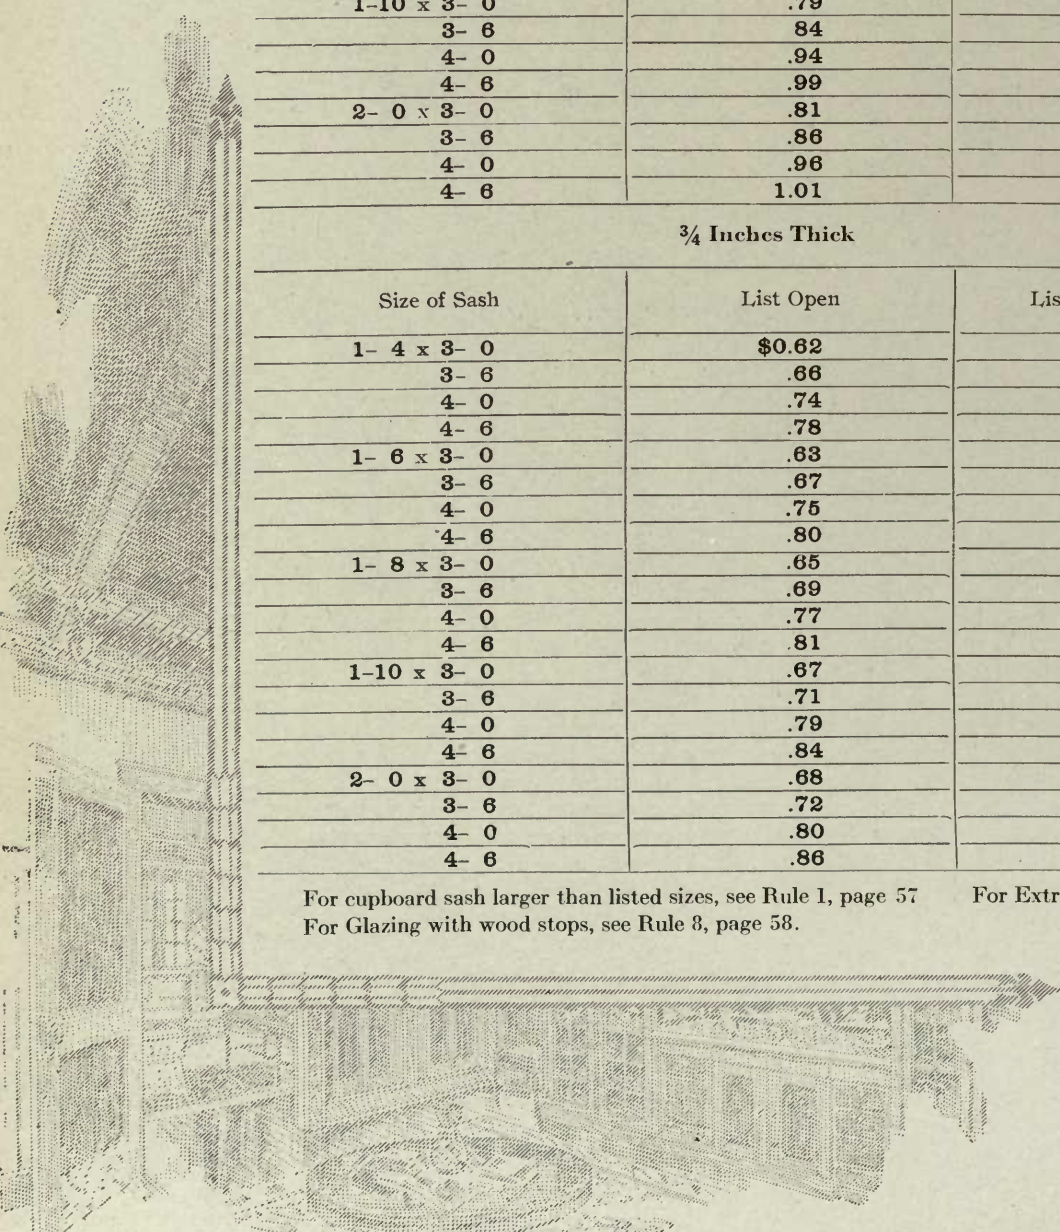 1-10 x 3- 0 .79
3- 6 84
4- 0 .94
4- 6 .99
2- 0 x 3- 0 .81
3- 6 .86
4- 0 .96
4- 6 1.01
¾ Inches Thick
Size of Sash List Open Lis
1- 4 x 3- 0 $0.62
3- 6 .66
4- 0 .74
4- 6 .78
1- 6 x 3- 0 .63
3- 6 .67
4- 0 .75
4- 6 .80
1- 8 x 3- 0 .65
3- 6 .69
4- 0 .77
4- 6 .81
1-10 x 3- 0 .67
3- 6 .71
4- 0 .79
4- 6 .84
2- 0 x 3- 0 .68
3- 6 .72
4- 0 .80
4- 6 .86
For cupboard sash larger than listed sizes, see Rule 1, page 57 For Extr
For Glazing with wood stops, see Rule 8, page 58.